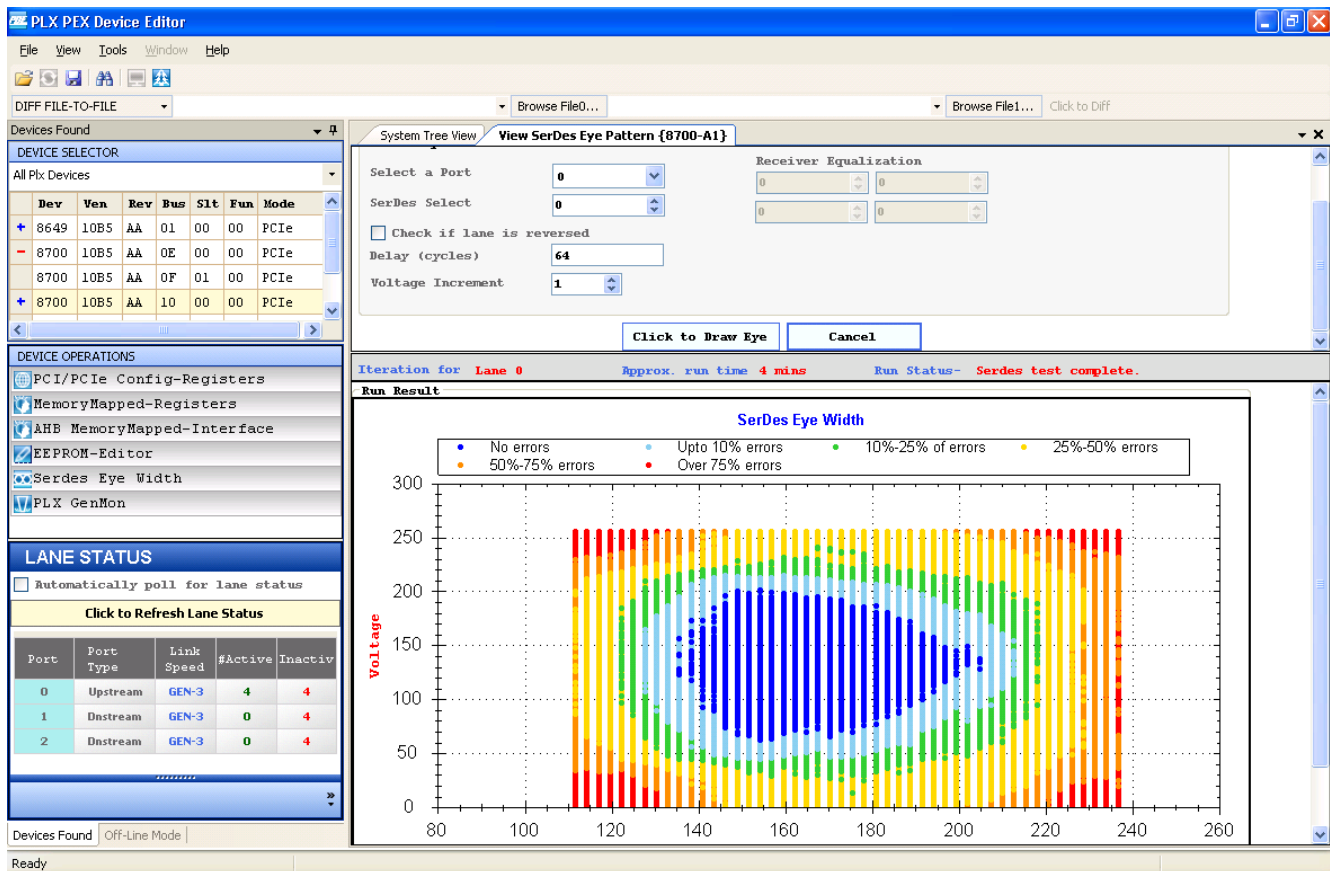 PLX PEX Device Editor
File View Tools Window Help
DIFF FILE-TO-FILE Browse File0... Browse File1... Click to Diff
Devices Found
DEVICE SELECTOR
All Plx Devices
Dev Ven Rev Bus Slt Fun Mode
+ 8649 10B5 AA 01 00 00 PCIe
- 8700 10B5 AA 0E 00 00 PCIe
8700 10B5 AA 0F 01 00 PCIe
+ 8700 10B5 AA 10 00 00 PCIe
DEVICE OPERATIONS
PCI/PCIe Config-Registers
MemoryMapped-Registers
AHB MemoryMapped-Interface
EEPROM-Editor
Serdes Eye Width
PLX GenMon
LANE STATUS
Automatically poll for lane status
Click to Refresh Lane Status
Port Port Type Link Speed #Active Inactiv
0 Upstream GEN-3 4 4
1 Dnstream GEN-3 0 4
2 Dnstream GEN-3 0 4
Devices Found Off-Line Mode
Ready
System Tree View View SerDes Eye Pattern {8700-A1}
Select a Port 0
SerDes Select 0
Check if lane is reversed
Delay (cycles) 64
Voltage Increment 1
Receiver Equalization
0 0
0 0
Click to Draw Eye Cancel
Iteration for Lane 0 Approx. run time 4 mins Run Status- Serdes test complete.
Run Result
SerDes Eye Width
No errors Upto 10% errors 10%-25% of errors 25%-50% errors
50%-75% errors Over 75% errors
Voltage
300
250
200
150
100
50
0
80 100 120 140 160 180 200 220 240 260